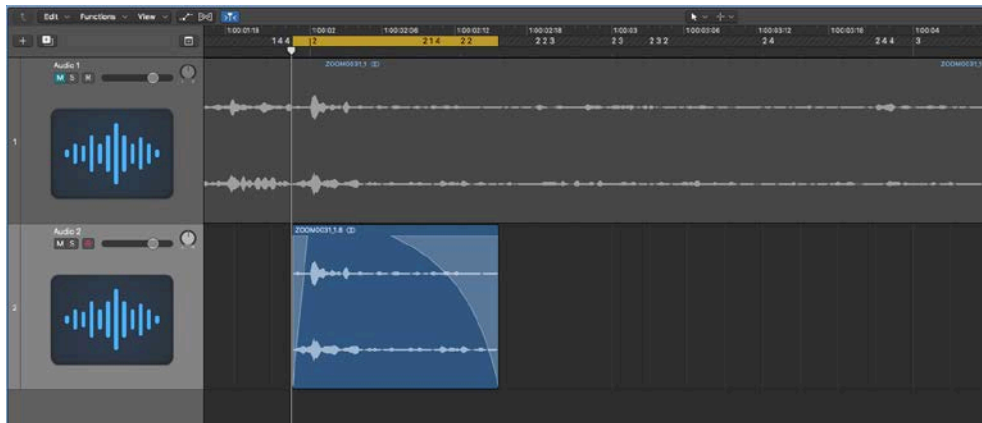 Edit Functions View
1:00:01:18 1:00:02 1:00:02:06 1:00:02:12 1:00:02:18 1:00:03 1:00:03:06 1:00:03:12 1:00:03:18 1:00:04
1 4 4 2 2 1 4 2 2 2 2 3 2 3 2 3 2 2 4 2 4 4 3
Audio 1
ZOOM0031_1
M S R
1
Audio 2
ZOOM0031_1.8
M S
2